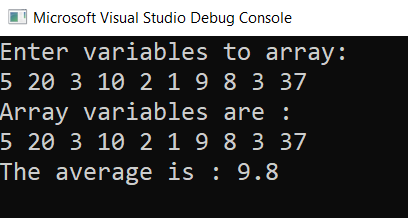 Microsoft Visual Studio Debug Console
Enter variables to array:
5 20 3 10 2 1 9 8 3 37
Array variables are :
5 20 3 10 2 1 9 8 3 37
The average is : 9.8